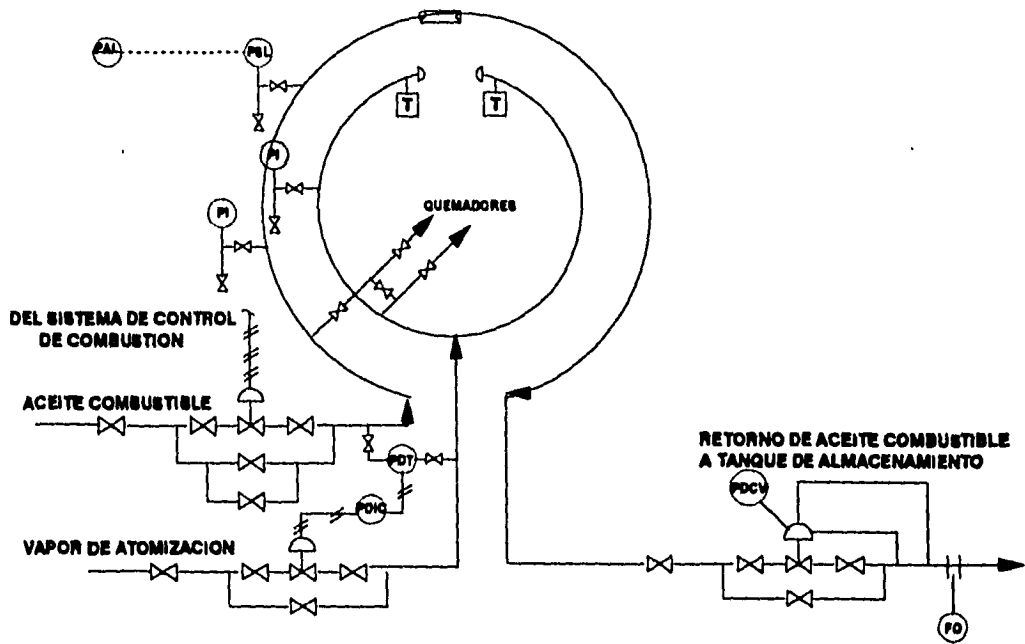 PAL
PSL
T
T
PI
QUEMADORES
PI
DEL SISTEMA DE CONTROL
DE COMBUSTION
ACEITE COMBUSTIBLE
PDT
RETORNO DE ACEITE COMBUSTIBLE
A TANQUE DE ALMACENAMIENTO
PDCV
PDIC
VAPOR DE ATOMIZACION
FO